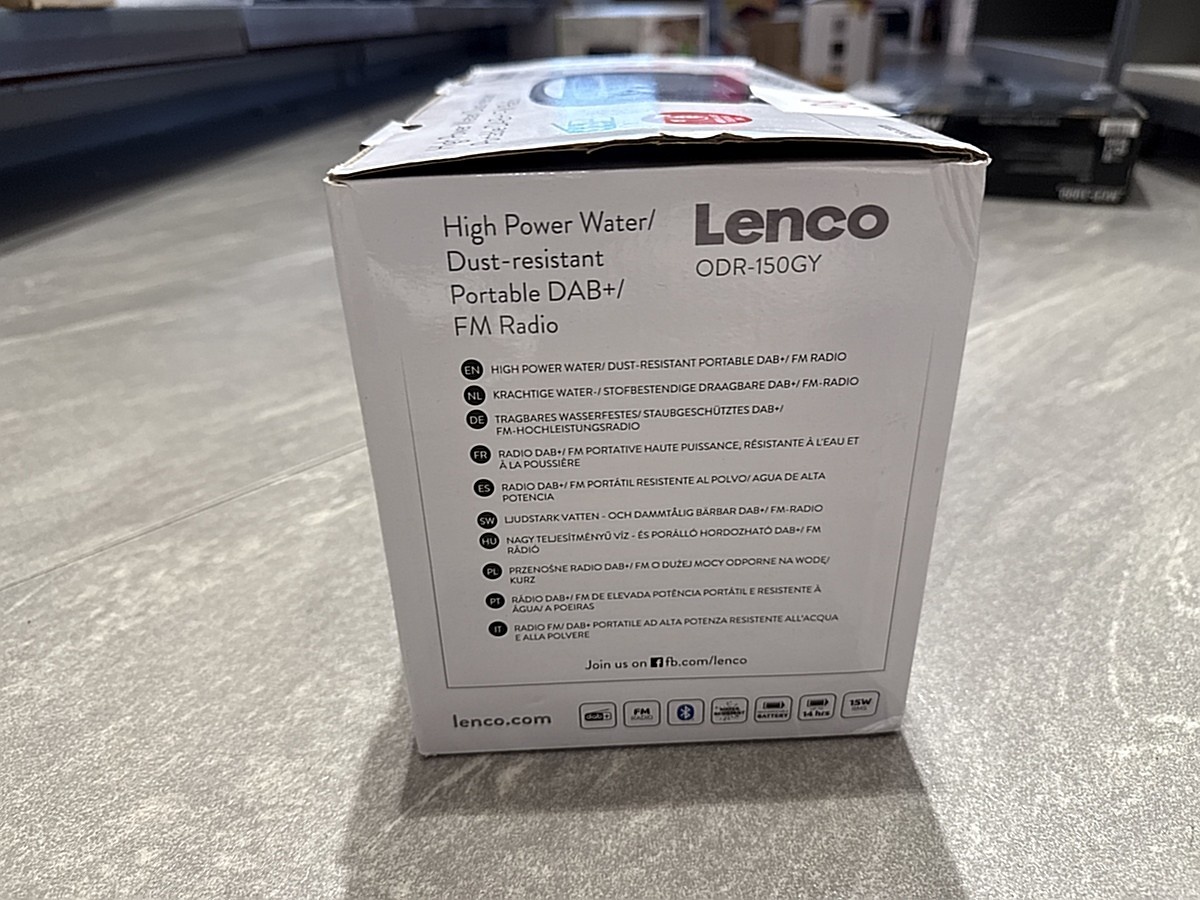 High Power Water/
Dust-resistant
Portable DAB+/
FM Radio
Lenco
ODR-150GY
EN HIGH POWER WATER/ DUST-RESISTANT PORTABLE DAB+/ FM RADIO
NL KRACHTIGE WATER-/ STOFBESTENDIGE DRAAGBARE DAB+/ FM-RADIO
DE TRAGBARES WASSERFESTES/ STAUBGESCHÜTZTES DAB+/
FM-HOCHLEISTUNGSRADIO
FR RADIO DAB+/ FM PORTATIVE HAUTE PUISSANCE, RÉSISTANTE À L'EAU ET
À LA POUSSIÈRE
ES RADIO DAB+/ FM PORTÁTIL RESISTENTE AL POLVO/ AGUA DE ALTA
POTENCIA
SW LJUDSTARK VATTEN - OCH DAMMTÅLIG BÄRBAR DAB+/ FM-RADIO
HU NAGY TELJESÍTMÉNYŰ VÍZ - ÉS PORÁLLÓ HORDOZHATÓ DAB+/ FM
RÁDIÓ
PL PRZENOŚNE RADIO DAB+/ FM O DUŻEJ MOCY ODPORNE NA WODĘ/
KURZ
PT RÁDIO DAB+/ FM DE ELEVADA POTÊNCIA PORTÁTIL E RESISTENTE À
ÁGUA/ A POEIRAS
IT RADIO FM/ DAB+ PORTATILE AD ALTA POTENZA RESISTENTE ALL'ACQUA
E ALLA POLVERE
Join us on fb.com/lenco
lenco.com
dab+
FM
RADIO
BATTERY
14 hrs
15W
RMS